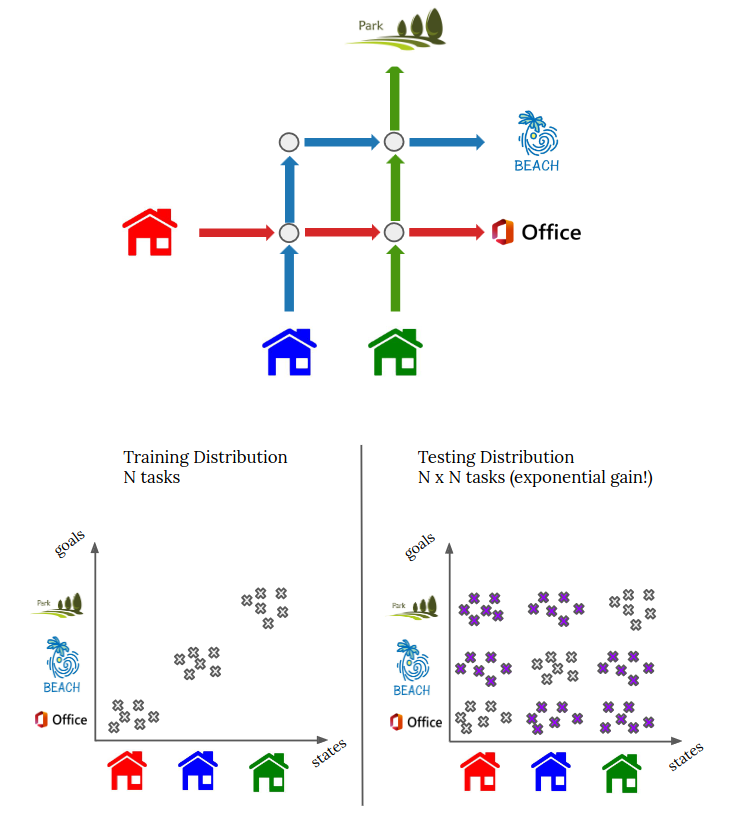 Park
BEACH
Office
Training Distribution
N tasks
Testing Distribution
N x N tasks (exponential gain!)
goals
Park
BEACH
Office
states
goals
Park
BEACH
Office
states